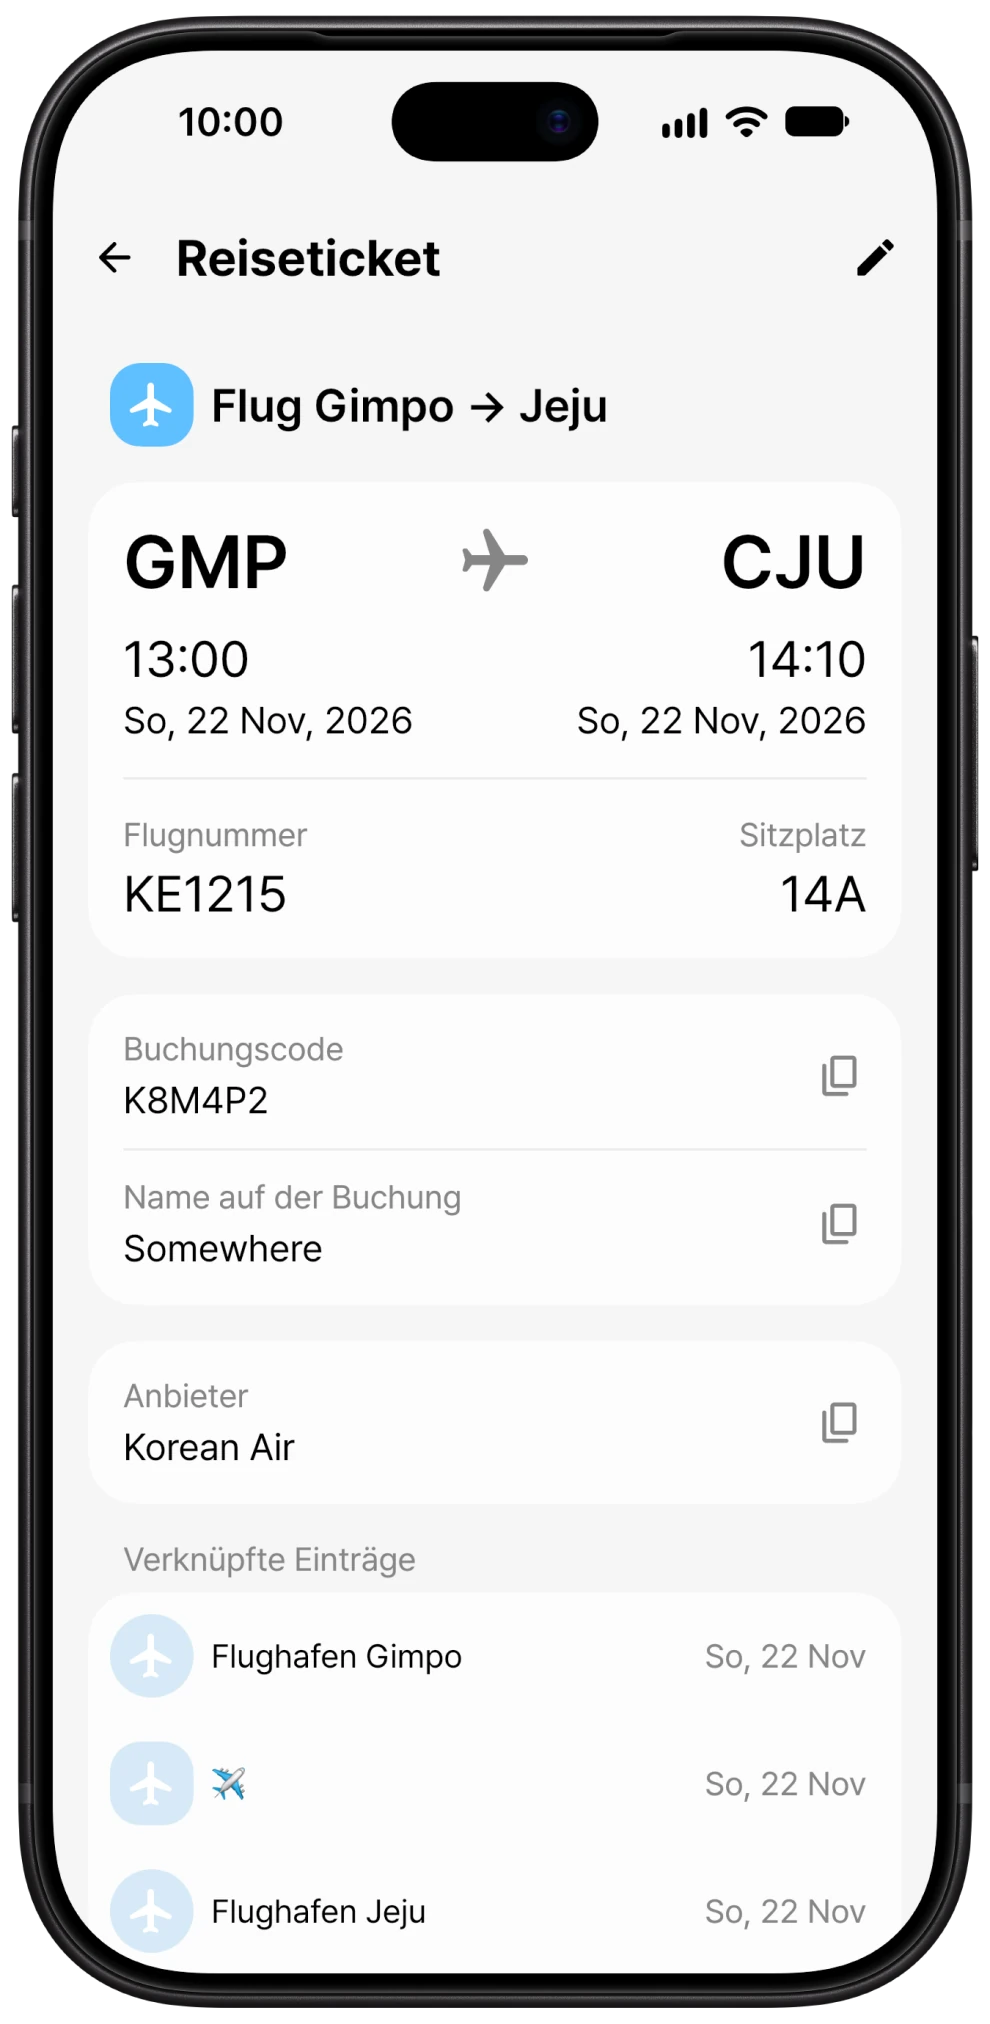 10:00
Reiseticket
Flug Gimpo → Jeju
GMP CJU
13:00 14:10
So, 22 Nov, 2026 So, 22 Nov, 2026
Flugnummer Sitzplatz
KE1215 14A
Buchungscode
K8M4P2
Name auf der Buchung
Somewhere
Anbieter
Korean Air
Verknüpfte Einträge
Flughafen Gimpo So, 22 Nov
✈️ So, 22 Nov
Flughafen Jeju So, 22 Nov